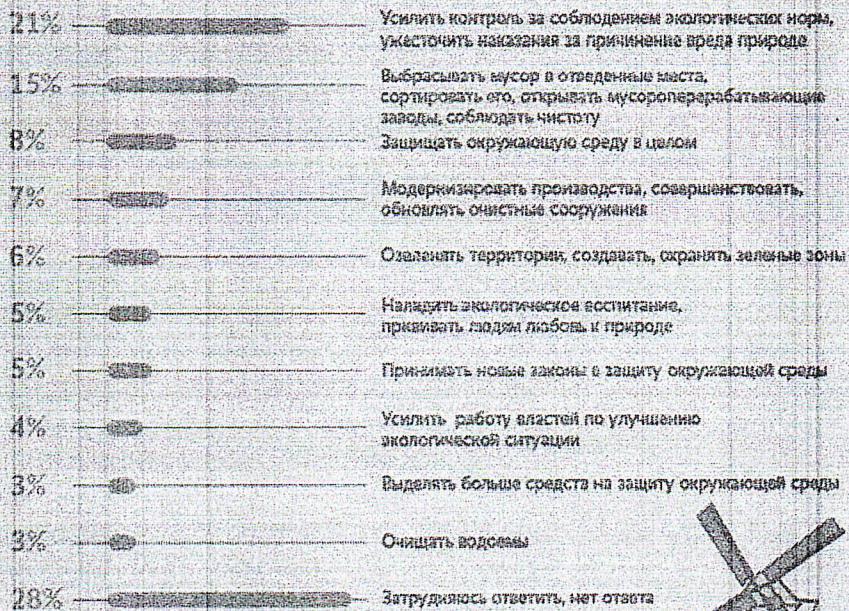 21%
Усилить контроль за соблюдением экологических норм,
ужесточить наказания за причинение вреда природе
15%
Выбрасывать мусор в отведенные места,
сортировать его, открывать мусороперерабатывающие
заводы, соблюдать чистоту
8%
Защищать окружающую среду в целом
7%
Модернизировать производства, совершенствовать,
обновлять очистные сооружения
6%
Озеленять территории, создавать, охранять зеленые зоны
5%
Наладить экологическое воспитание,
прививать людям любовь к природе
5%
Принимать новые законы в защиту окружающей среды
4%
Усилить работу властей по улучшению
экологической ситуации
3%
Выделять больше средств на защиту окружающей среды
3%
Очищать водоемы
28%
Затрудняюсь ответить, нет ответа